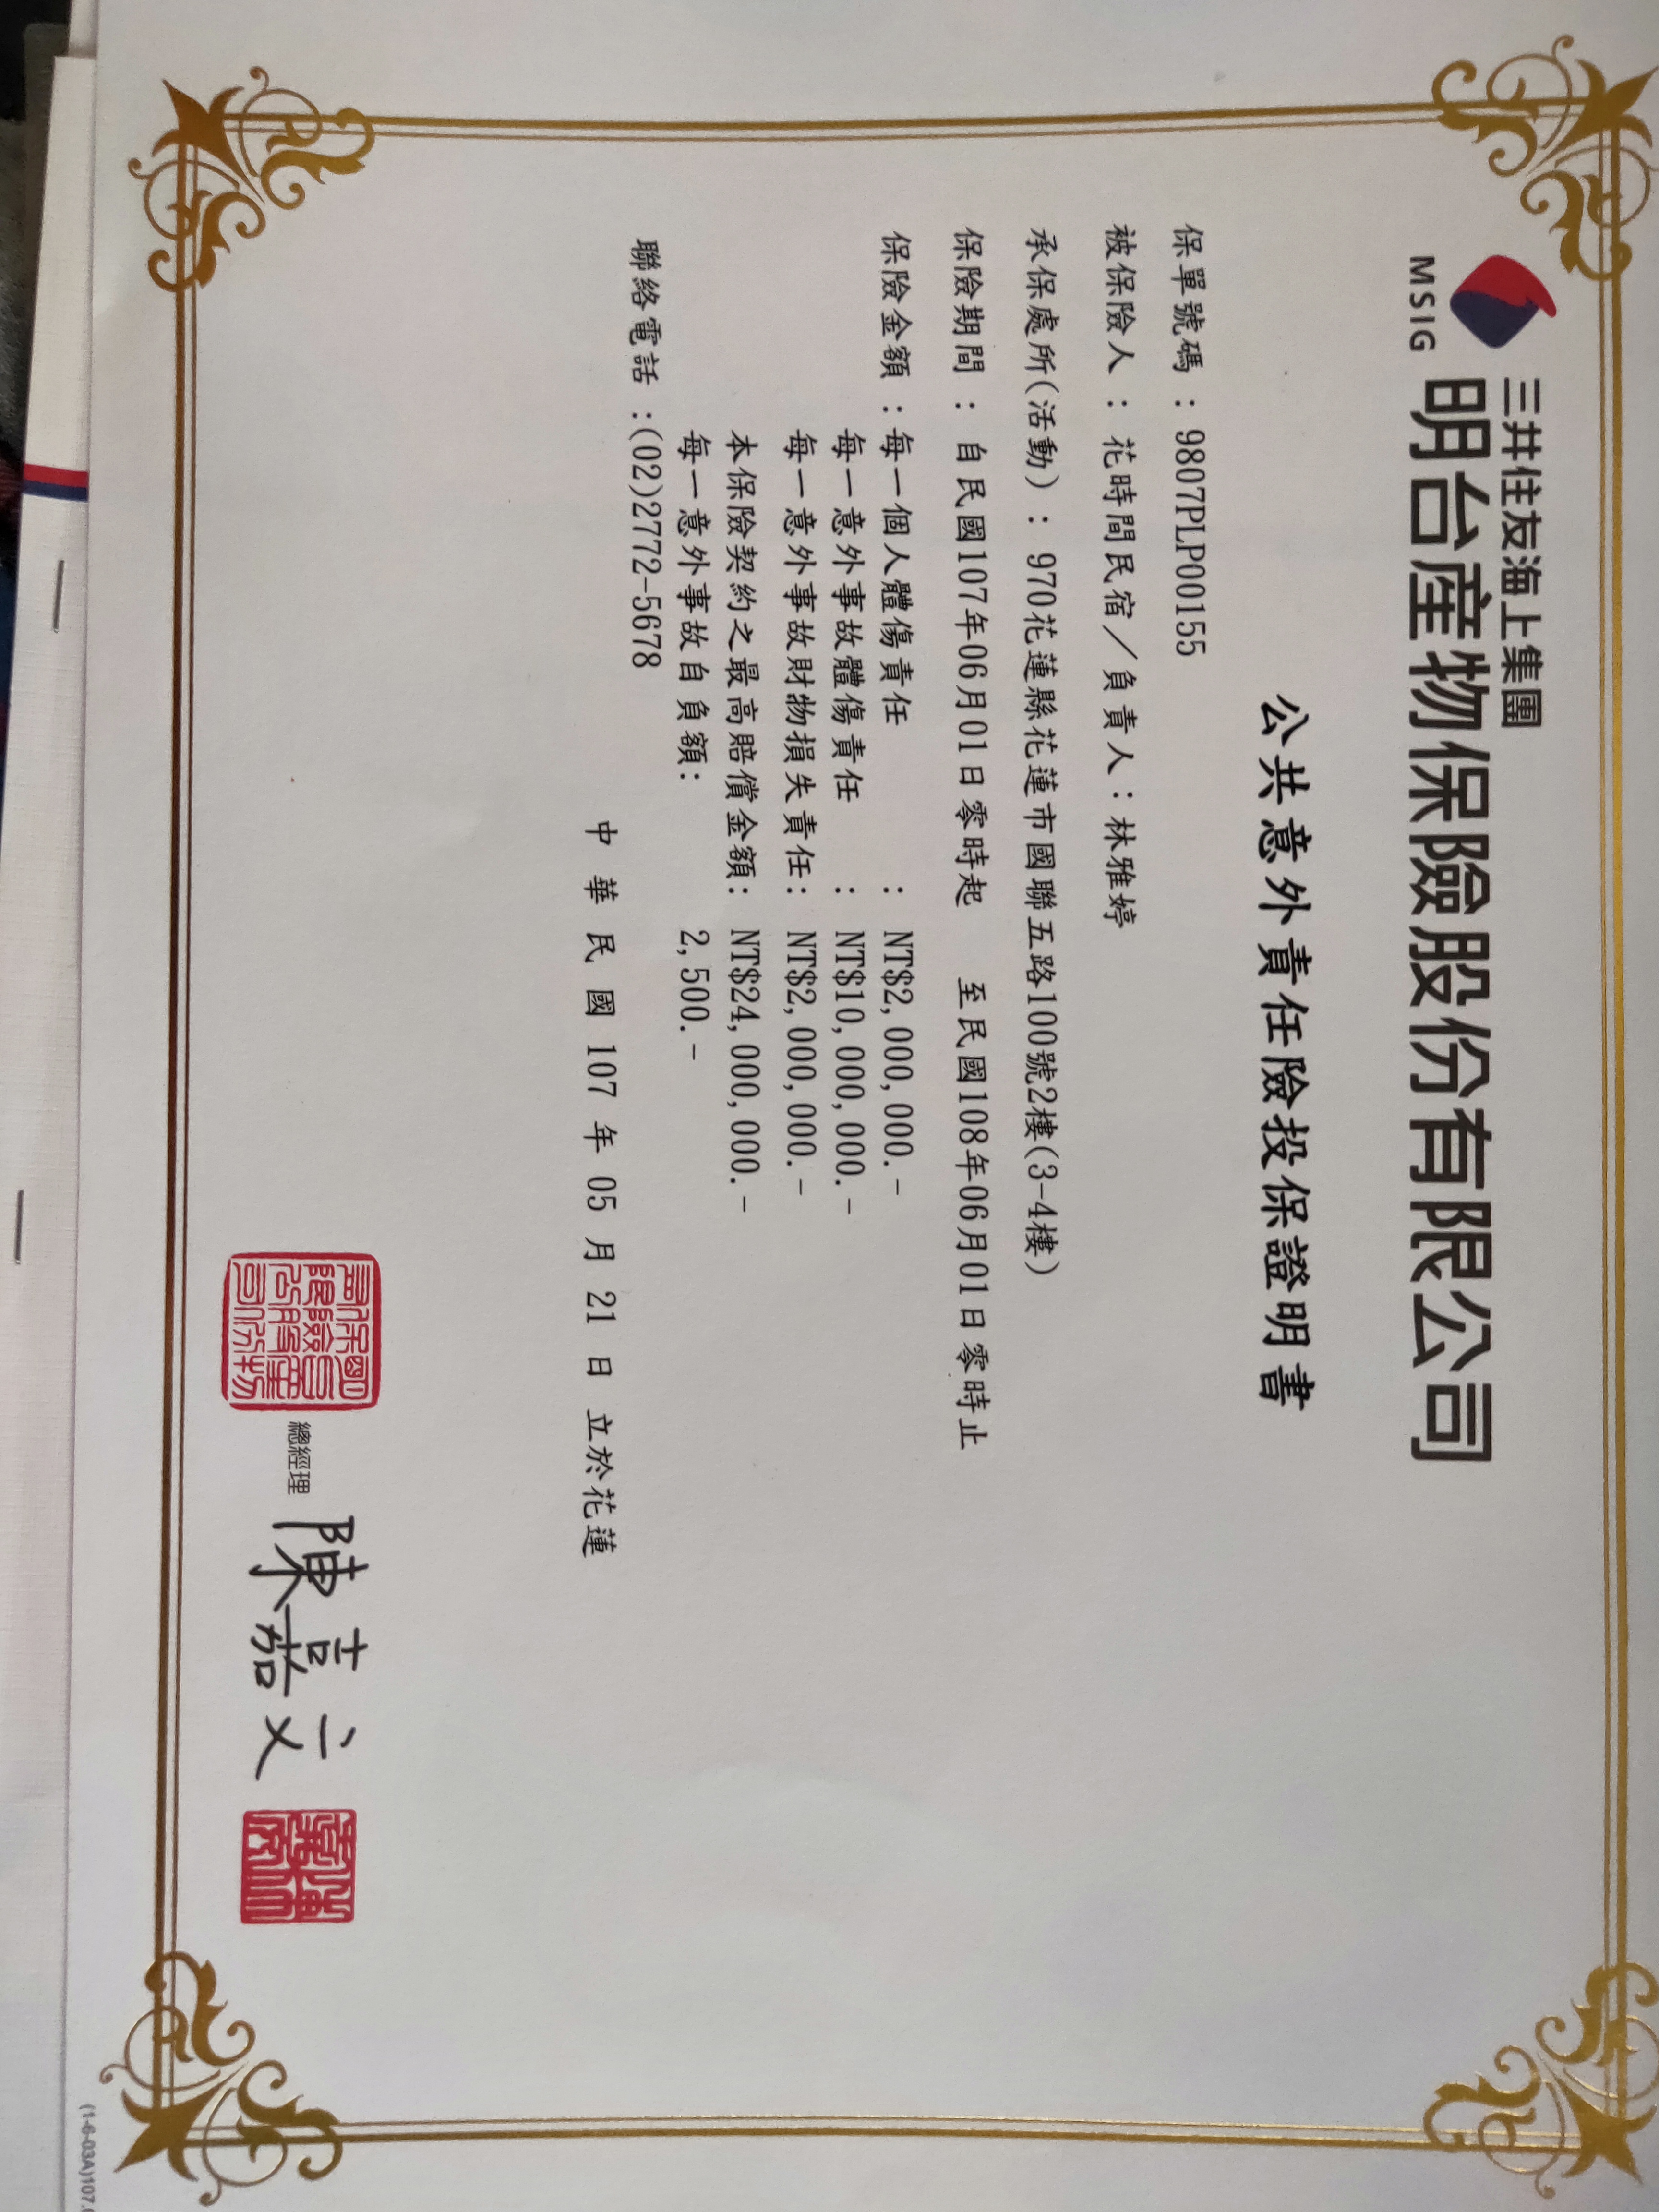 三井住友海上集團
MSIG 明台產物保險股份有限公司
公共意外責任險投保證明書
保單號碼 : 9807PLP00155
被保險人 : 花時間民宿／負責人:林雅婷
承保處所(活動) : 970花蓮縣花蓮市國聯五路100號2樓(3-4樓)
保險期間 : 自民國107年06月01日零時起 至民國108年06月01日零時止
保險金額 : 每一個人體傷責任 : NT$2,000,000.-
每一意外事故體傷責任 : NT$10,000,000.-
每一意外事故財物損失責任: NT$2,000,000.-
本保險契約之最高賠償金額: NT$24,000,000.-
每一意外事故自負額: 2,500.-
聯絡電話 :(02)2772-5678
中 華 民 國 107 年 05 月 21 日 立於花蓮
總經理 陳嘉文
(1-6-03A)107.